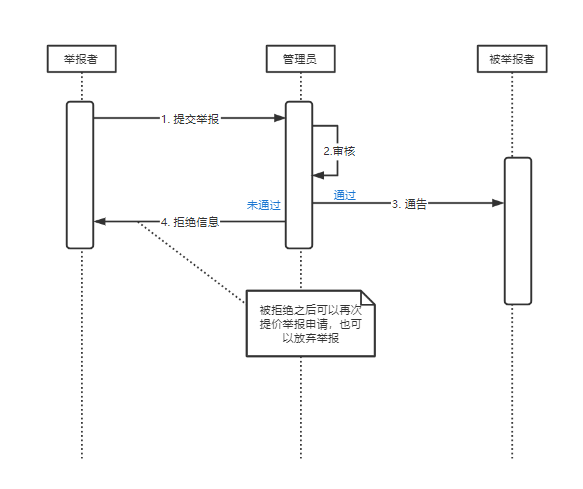 举报者
管理员
被举报者
1. 提交举报
2.审核
通过
未通过
3. 通告
4. 拒绝信息
被拒绝之后可以再次
提价举报申请，也可
以放弃举报